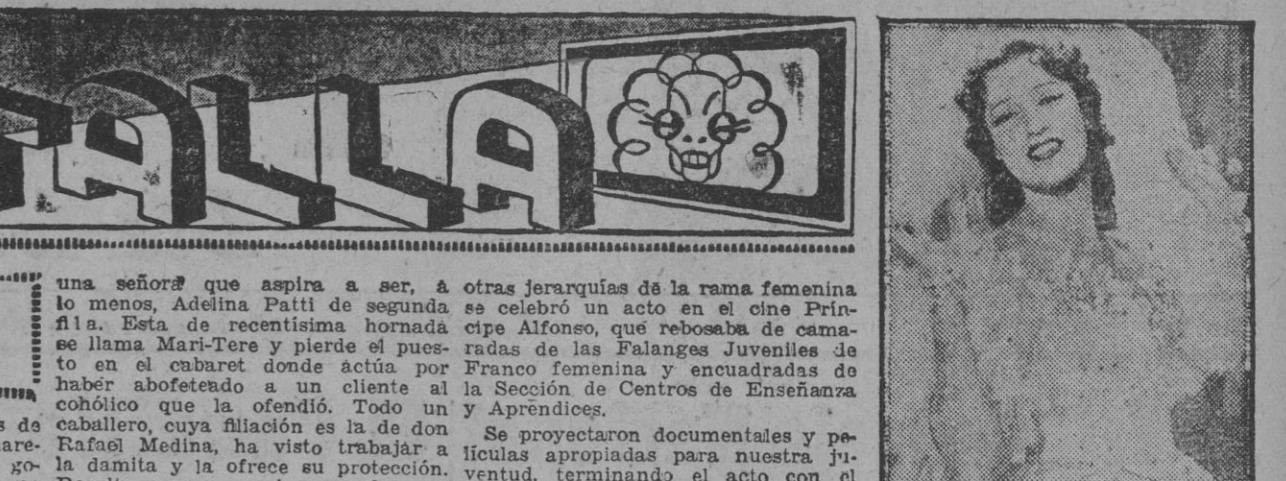 TALLA
una señora que aspira a ser, a
lo menos, Adelina Patti de segunda
fila. Esta de recentísima hornada
se llama Mari-Tere y pierde el pues-
to en el cabaret donde actúa por
haber abofeteado a un cliente al
cohólico que la ofendió. Todo un
s de caballero, cuya filiación es la de don
are- Rafael Medina, ha visto trabajar a
go- la damita y la ofrece su protección.
otras jerarquías de la rama femenina
se celebró un acto en el cine Prín-
cipe Alfonso, que rebosaba de cama-
radas de las Falanges Juveniles de
Franco femenina y encuadradas de
la Sección de Centros de Enseñanza
y Aprendices.
Se proyectaron documentales y pe-
lículas apropiadas para nuestra ju-
ventud, terminando el acto con el